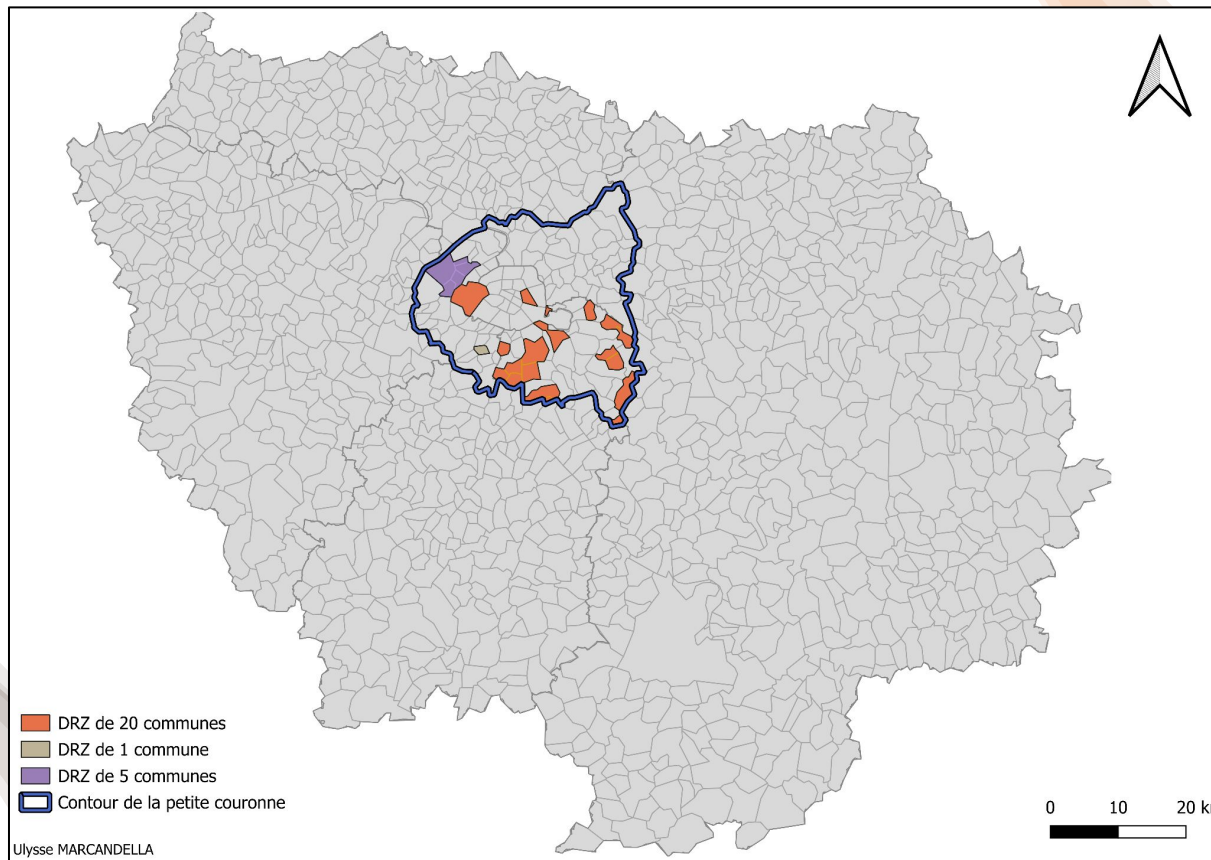 DRZ de 20 communes
DRZ de 1 commune
DRZ de 5 communes
Contour de la petite couronne
Ulysse MARCANDELLA
0 10 20 k